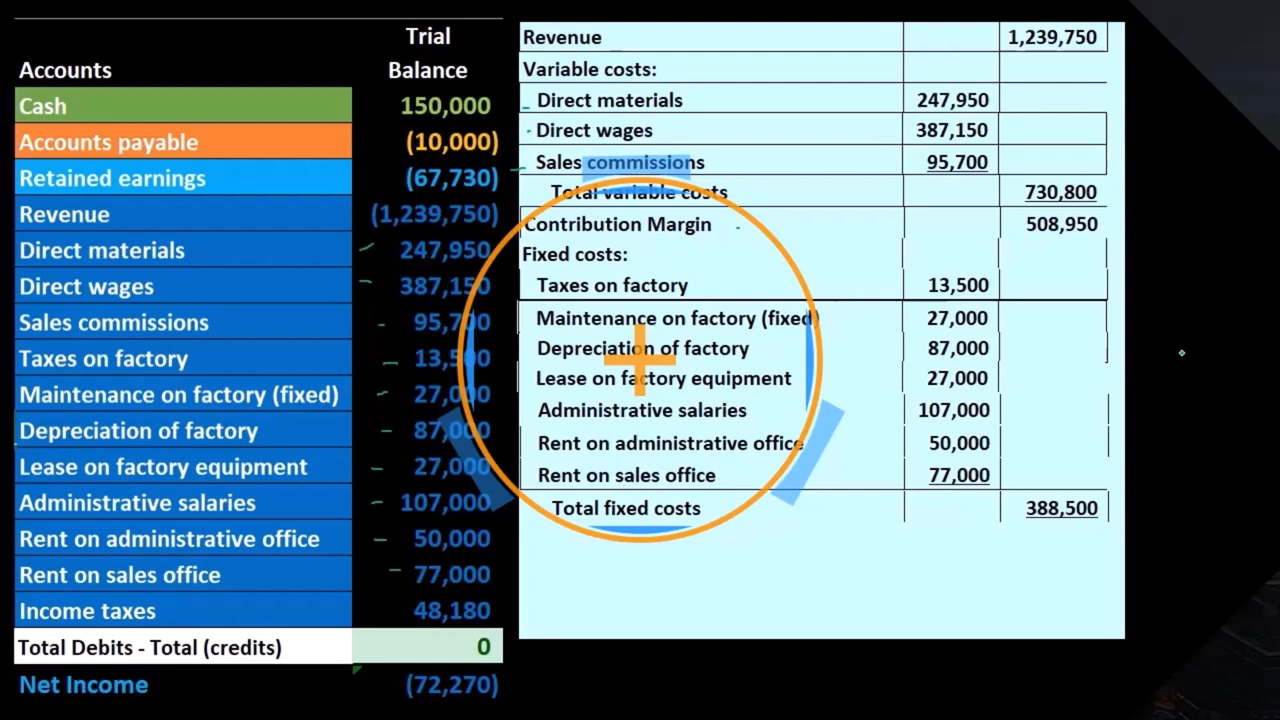 Trial
Accounts Balance
Cash 150,000
Accounts payable (10,000)
Retained earnings (67,730)
Revenue (1,239,750)
Direct materials 247,950
Direct wages 387,150
Sales commissions 95,700
Taxes on factory 13,500
Maintenance on factory (fixed) 27,000
Depreciation of factory 87,000
Lease on factory equipment 27,000
Administrative salaries 107,000
Rent on administrative office 50,000
Rent on sales office 77,000
Income taxes 48,180
Total Debits - Total (credits) 0
Net Income (72,270)
Revenue 1,239,750
Variable costs:
Direct materials 247,950
Direct wages 387,150
Sales commissions 95,700
Total variable costs 730,800
Contribution Margin 508,950
Fixed costs:
Taxes on factory 13,500
Maintenance on factory (fixed) 27,000
Depreciation of factory 87,000
Lease on factory equipment 27,000
Administrative salaries 107,000
Rent on administrative office 50,000
Rent on sales office 77,000
Total fixed costs 388,500